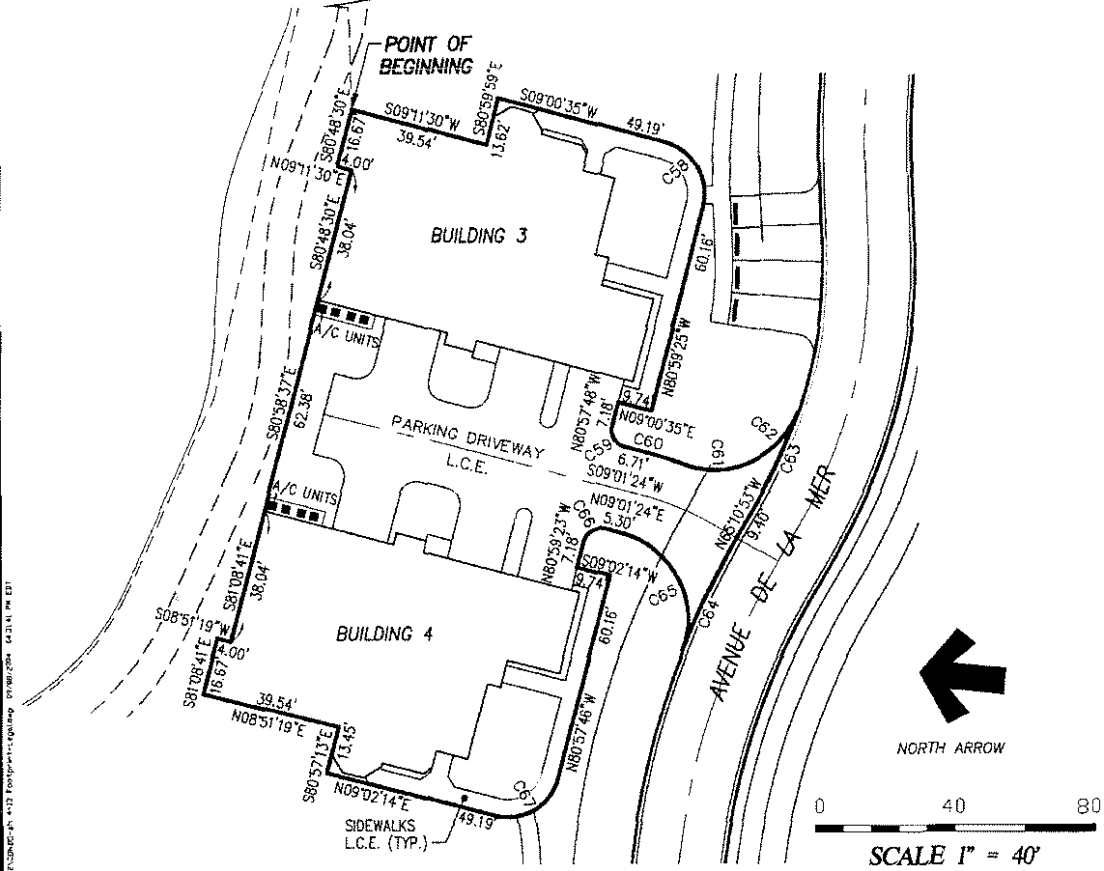 POINT OF
BEGINNING
S80°48'30"E
16.67'
S09°11'30"W
39.54'
S80°59'59"E
13.62'
S09°00'35"W
49.19'
N09°11'30"E
4.00'
C58
S80°48'30"E
38.04'
BUILDING 3
60.16'
N80°59'25"W
A/C UNITS
S80°58'37"E
62.38'
PARKING DRIVEWAY
L.C.E.
N80°57'48"W
7.18'
9.74'
N09°00'35"E
C59
C60
6.71'
S09°01'24"W
C61
C62
C63
N65°10'53"W
9.40'
N09°01'24"E
5.30'
C66
N80°59'23"W
7.18'
S09°02'14"W
9.74'
C65
C64
AVENUE DE LA MER
A/C UNITS
S81°08'41"E
38.04'
S08°51'19"W
4.00'
BUILDING 4
60.16'
S81°08'41"E
16.67'
39.54'
N08°51'19"E
N80°57'46"W
S80°57'13"E
13.45'
N09°02'14"E
49.19'
C67
SIDEWALKS
L.C.E. (TYP.)
NORTH ARROW
0 40 80
SCALE 1" = 40'